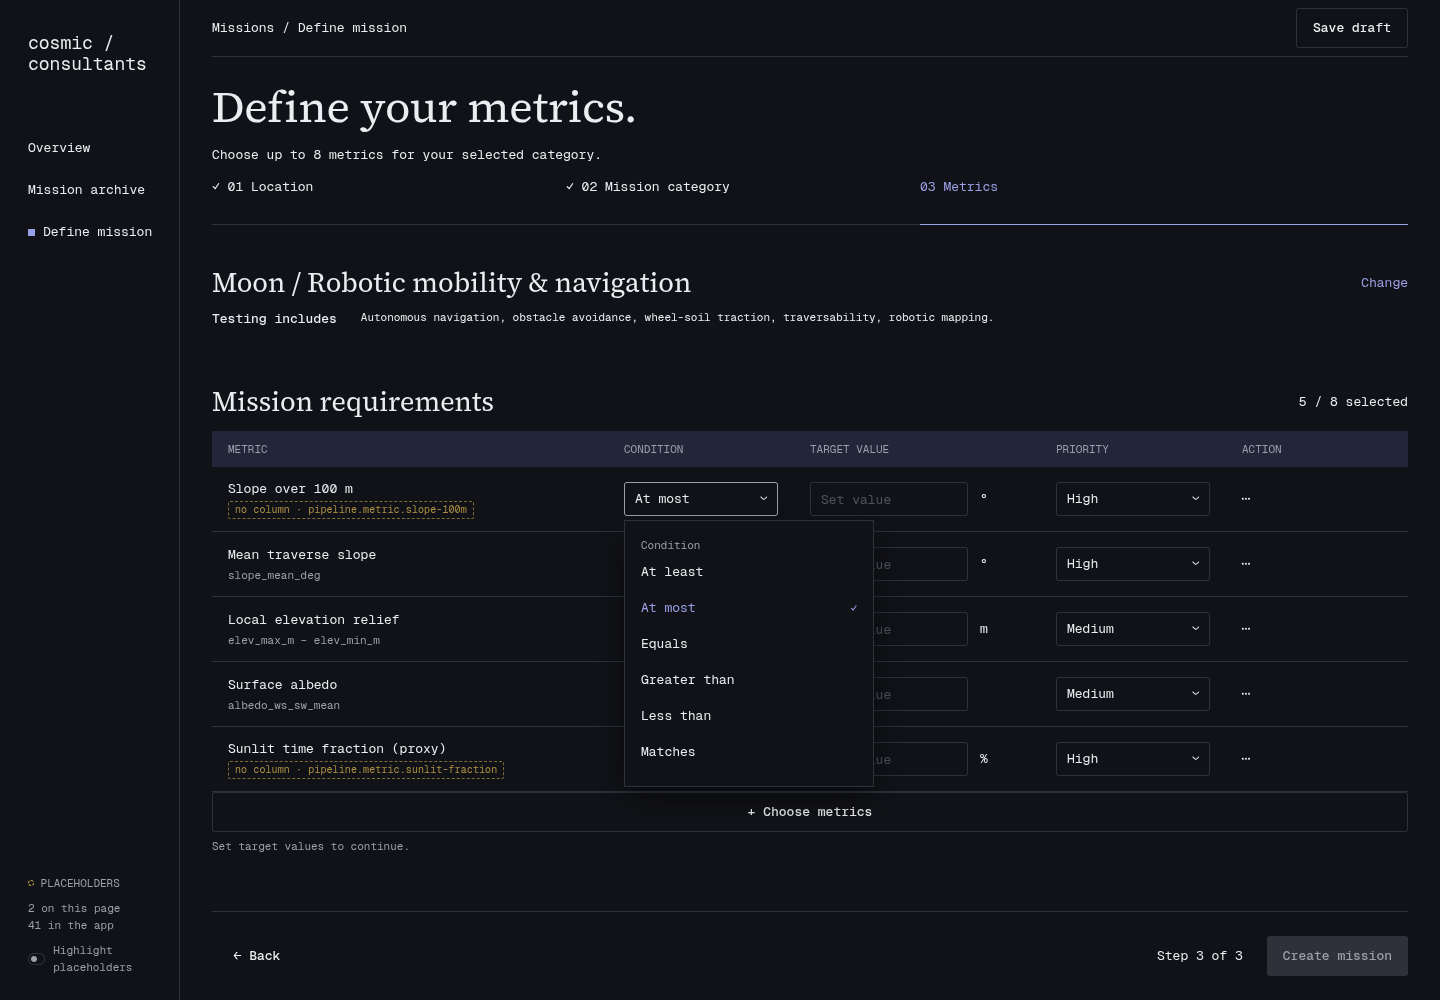 cosmic /
consultants
Overview
Mission archive
Define mission
PLACEHOLDERS
2 on this page
41 in the app
Highlight
placeholders
Missions / Define mission
Save draft
Define your metrics.
Choose up to 8 metrics for your selected category.
✓ 01 Location
✓ 02 Mission category
03 Metrics
Moon / Robotic mobility & navigation
Change
Testing includes Autonomous navigation, obstacle avoidance, wheel-soil traction, traversability, robotic mapping.
Mission requirements
5 / 8 selected
METRIC CONDITION TARGET VALUE PRIORITY ACTION
Slope over 100 m
no column · pipeline.metric.slope-100m
At most
Set value
°
High
⋯
Mean traverse slope
slope_mean_deg
ue
°
High
⋯
Local elevation relief
elev_max_m – elev_min_m
ue
m
Medium
⋯
Surface albedo
albedo_ws_sw_mean
ue
Medium
⋯
Sunlit time fraction (proxy)
no column · pipeline.metric.sunlit-fraction
ue
%
High
⋯
Condition
At least
At most ✓
Equals
Greater than
Less than
Matches
+ Choose metrics
Set target values to continue.
← Back
Step 3 of 3
Create mission